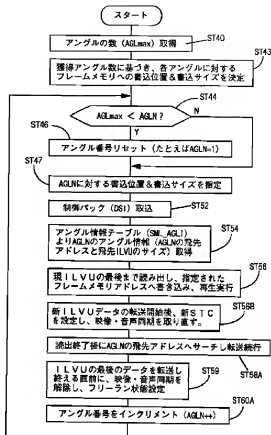 スタート
アングルの数(AGLmax)取得
ST40
獲得アングル数に基づき、各アングルに対する
フレームメモリへの書込位置&書込サイズを決定
ST43
AGLmax < AGLN?
ST44
N
Y
ST46
アングル番号リセット(たとえばAGLN=1)
ST47
AGLNに対する書込位置&書込サイズを指定
制御パック(DSI)取込
ST52
アングル情報テーブル(SML_AGLI)
よりAGLNのアングル情報(AGLNの飛先
アドレスと飛先ILVUのサイズ)取得
ST54
現ILVUの最後まで読み出し、指定された
フレームメモリアドレスへ書き込み、再生実行
ST56
新ILVUデータの転送開始後、新STC
を設定し、映像・音声同期を取り直す。
ST56B
読出終了後にAGLNの飛先アドレスへサーチし転送続行
ST58A
ILVUの最後のデータを転送し
終える直前に、映像・音声同期を
解除し、フリーラン状態設定
ST59
アングル番号をインクリメント(AGLN++)
ST60A